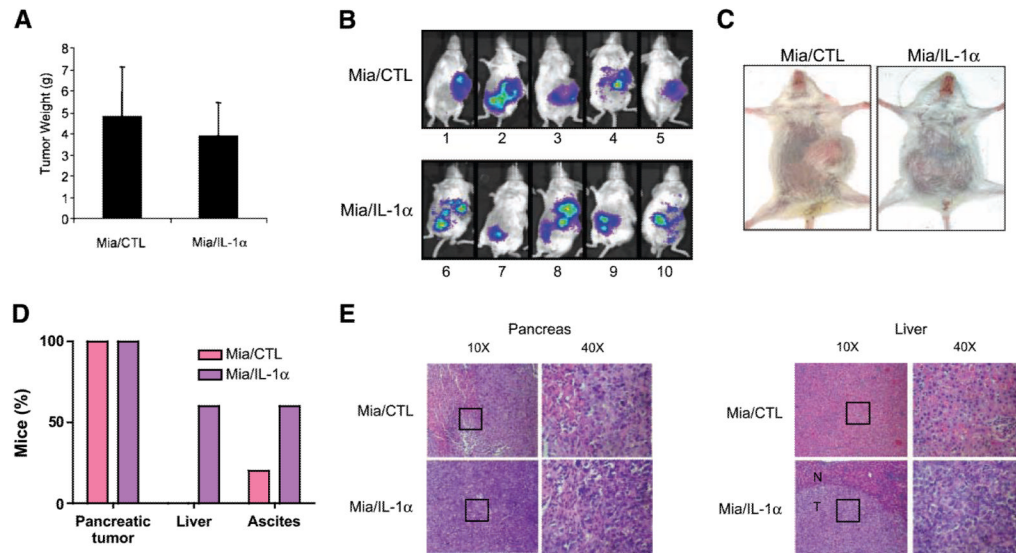 A
Tumor Weight (g)
8
7
6
5
4
3
2
1
0
Mia/CTL
Mia/IL-1α
B
Mia/CTL
1
2
3
4
5
Mia/IL-1α
6
7
8
9
10
C
Mia/CTL
Mia/IL-1α
D
Mice (%)
100
50
0
Mia/CTL
Mia/IL-1α
Pancreatic
tumor
Liver
Ascites
E
Pancreas
10X
40X
Mia/CTL
Mia/IL-1α
Liver
10X
40X
Mia/CTL
Mia/IL-1α
N
T